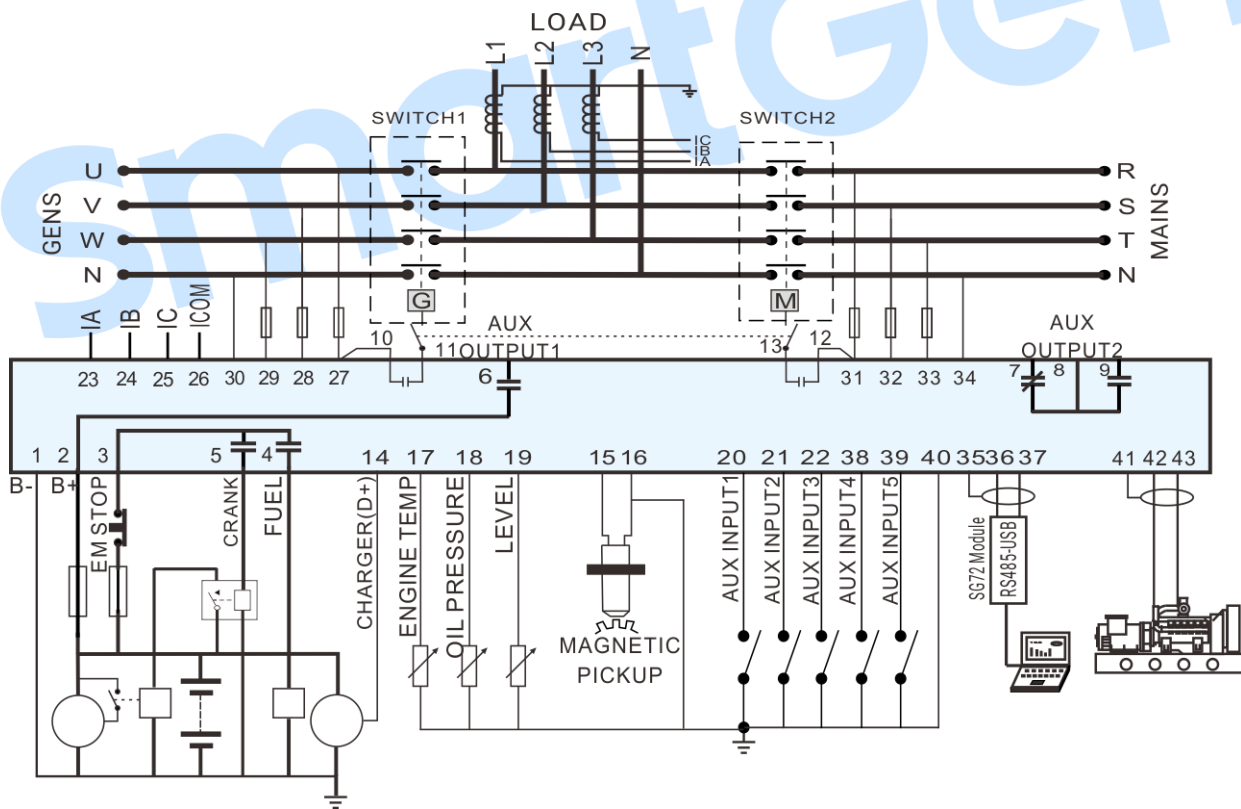 smartGen
LOAD
L1
L2
L3
N
SWITCH1
SWITCH2
IC
IB
IA
GENS
U
V
W
N
R
S
T
N
MAINS
G
M
IA
IB
IC
ICOM
10
11
AUX
OUTPUT1
13
12
AUX
OUTPUT2
23 24 25 26 30 29 28 27
6
31 32 33 34
7 8 9
1 2 3 5 4 14 17 18 19 15 16 20 21 22 38 39 40 35 36 37 41 42 43
B-
B+
EM STOP
CRANK
FUEL
CHARGER(D+)
ENGINE TEMP
OIL PRESSURE
LEVEL
MAGNETIC
PICKUP
AUX INPUT1
AUX INPUT2
AUX INPUT3
AUX INPUT4
AUX INPUT5
SG72 Module
RS485-USB